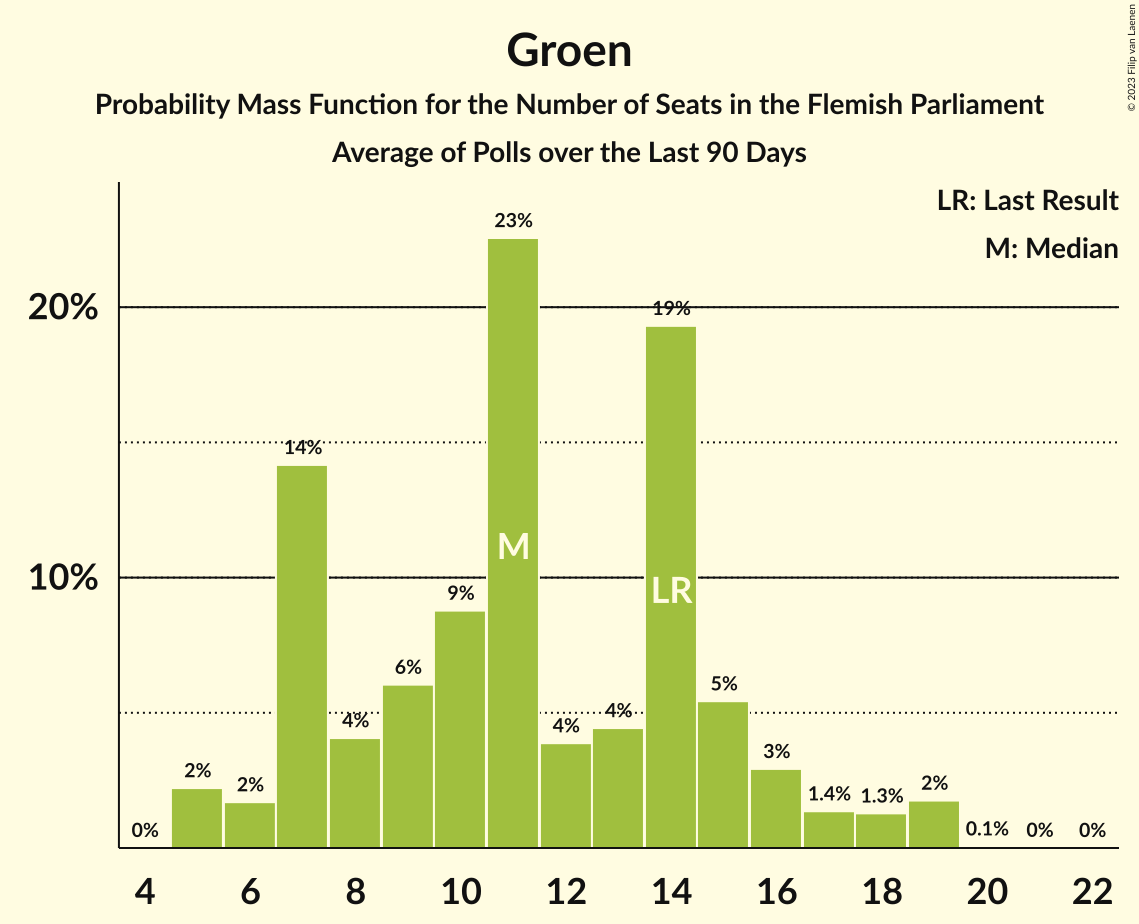 Groen
Probability Mass Function for the Number of Seats in the Flemish Parliament
Average of Polls over the Last 90 Days
© 2023 Filip van Laenen
LR: Last Result
M: Median
20%
10%
0%
2%
2%
14%
4%
6%
9%
23%
4%
4%
19%
5%
3%
1.4%
1.3%
2%
0.1%
0%
0%
M
LR
4 6 8 10 12 14 16 18 20 22